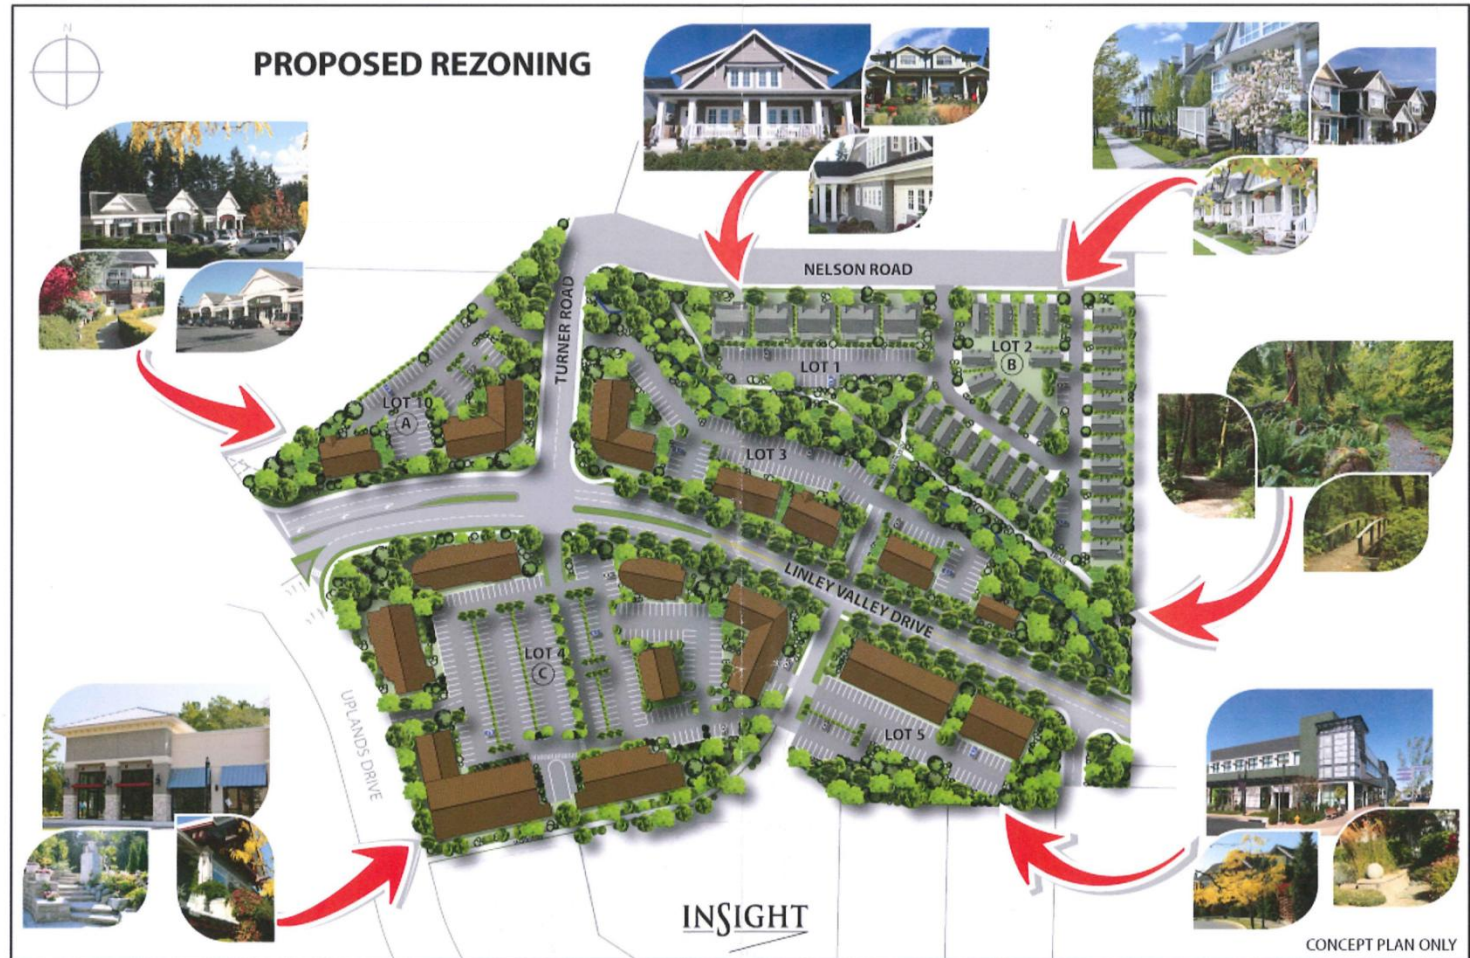 N
PROPOSED REZONING
NELSON ROAD
TURNER ROAD
LOT 2
B
LOT 1
LOT 10
A
LOT 3
LINLEY VALLEY DRIVE
LOT 4
C
UPLANDS DRIVE
LOT 5
INSIGHT
CONCEPT PLAN ONLY